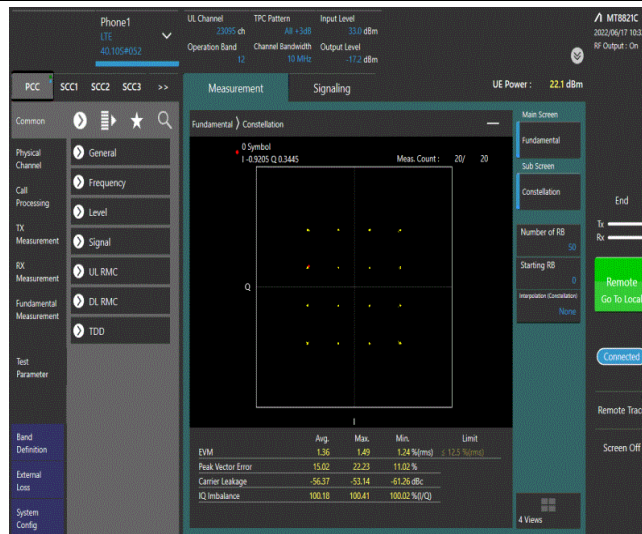 Phone1
LTE
40.105#052
UL Channel TPC Pattern Input Level
23095 ch All +3dB 33.0 dBm
Operation Band Channel Bandwidth Output Level
12 10 MHz -17.2 dBm
MT8821C
2022/06/17 10:3
RF Output : On
PCC SCC1 SCC2 SCC3 >>
Measurement Signaling
UE Power : 22.1 dBm
Common
Physical
Channel
Call
Processing
TX
Measurement
RX
Measurement
Fundamental
Measurement
Test
Parameter
Band
Definition
External
Loss
System
Config
General
Frequency
Level
Signal
UL RMC
DL RMC
TDD
Fundamental 〉 Constellation
0 Symbol
I -0.9205 Q 0.3445 Meas. Count : 20/ 20
Q
I
Avg. Max. Min. Limit
EVM 1.36 1.49 1.24 %(rms) ≤ 12.5 %(rms)
Peak Vector Error 15.02 22.23 11.02 %
Carrier Leakage -56.37 -53.14 -61.26 dBc
IQ Imbalance 100.18 100.41 100.02 %(I/Q)
Main Screen
Fundamental
Sub Screen
Constellation
Number of RB
50
Starting RB
0
Interpolation (Constellation)
None
4 Views
End
Tx
Rx
Remote
Go To Local
Connected
Remote Trac
Screen Off